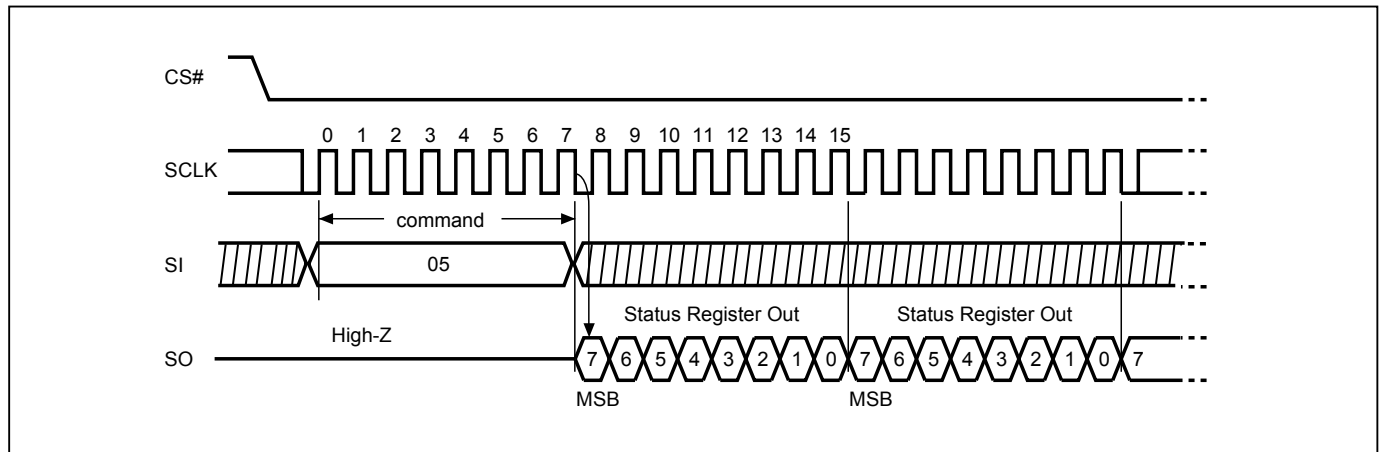 CS#
0 1 2 3 4 5 6 7 8 9 10 11 12 13 14 15
SCLK
command
SI
05
Status Register Out Status Register Out
High-Z
SO
7 6 5 4 3 2 1 0 7 6 5 4 3 2 1 0 7
MSB MSB